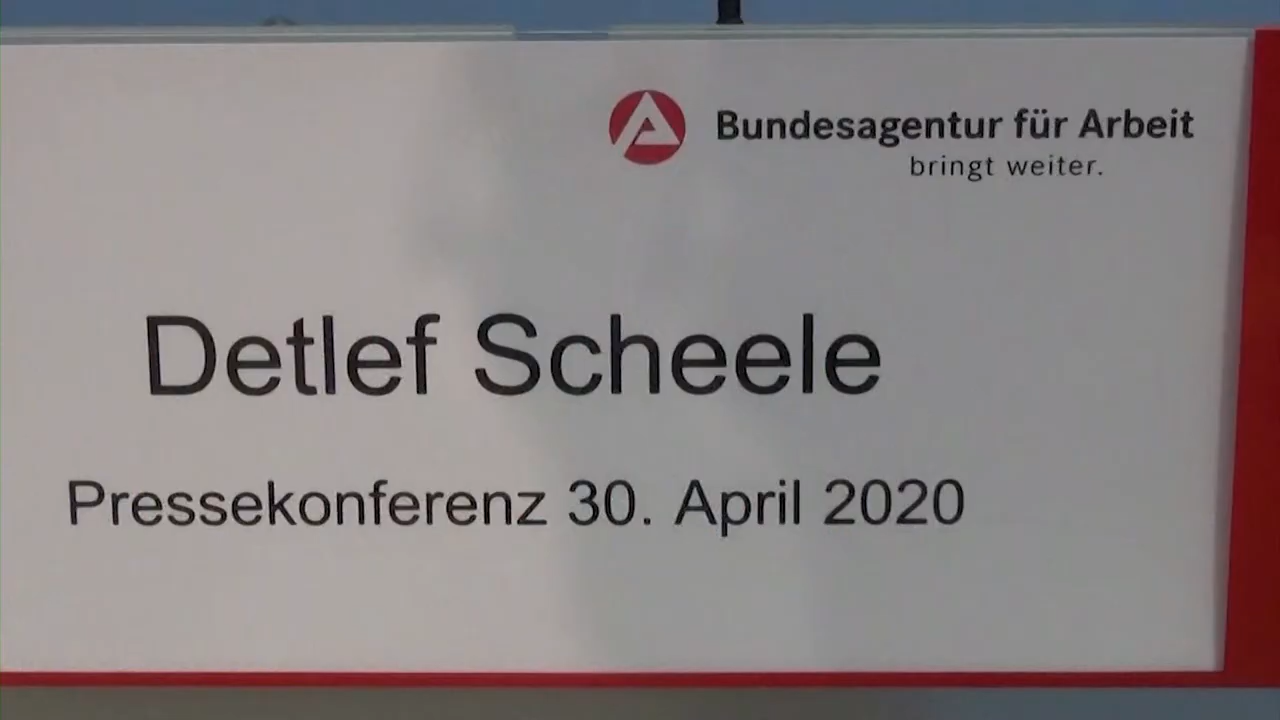 Bundesagentur für Arbeit
bringt weiter.
Detlef Scheele
Pressekonferenz 30. April 2020